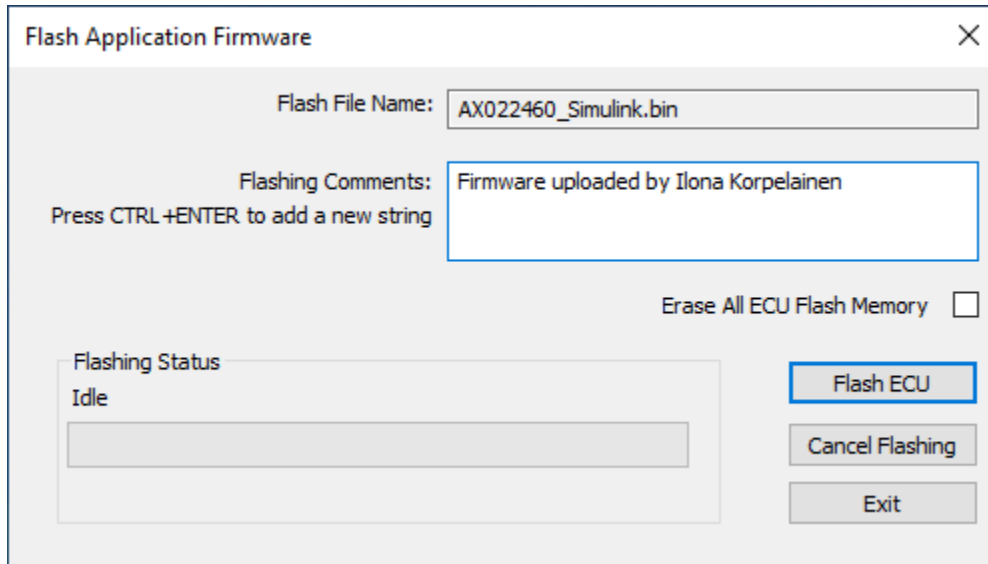 Flash Application Firmware
Flash File Name: AX022460_Simulink.bin
Flashing Comments: Firmware uploaded by Ilona Korpelainen
Press CTRL+ENTER to add a new string
Erase All ECU Flash Memory
Flashing Status
Idle
Flash ECU
Cancel Flashing
Exit